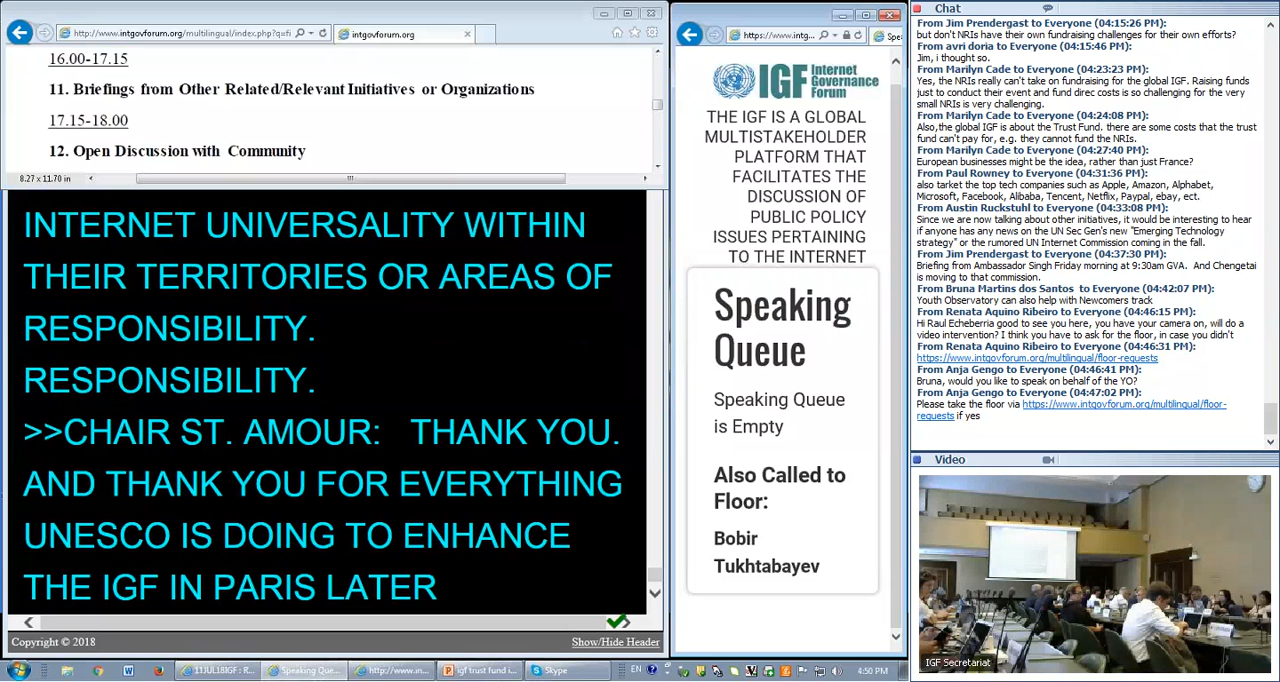 http://www.intgovforum.org/multilingual/index.php?q=fi
intgovforum.org
16.00-17.15
11. Briefings from Other Related/Relevant Initiatives or Organizations
17.15-18.00
12. Open Discussion with Community
8.27 x 11.70 in
INTERNET UNIVERSALITY WITHIN
THEIR TERRITORIES OR AREAS OF
RESPONSIBILITY.
RESPONSIBILITY.
>>CHAIR ST. AMOUR: THANK YOU.
AND THANK YOU FOR EVERYTHING
UNESCO IS DOING TO ENHANCE
THE IGF IN PARIS LATER
Copyright © 2018
Show/Hide Header
https://www.intgo
Spe
IGF Internet
Governance
Forum
THE IGF IS A GLOBAL
MULTISTAKEHOLDER
PLATFORM THAT
FACILITATES THE
DISCUSSION OF
PUBLIC POLICY
ISSUES PERTAINING
TO THE INTERNET
Speaking
Queue
Speaking Queue
is Empty
Also Called to
Floor:
Bobir
Tukhtabayev
Chat
From Jim Prendergast to Everyone (04:15:26 PM):
but don't NRIs have their own fundraising challenges for their own efforts?
From avri doria to Everyone (04:15:46 PM):
Jim, i thought so.
From Marilyn Cade to Everyone (04:23:23 PM):
Yes, the NRIs really can't take on fundraising for the global IGF. Raising funds
just to conduct their event and fund direc costs is so challenging for the very
small NRIs is very challenging.
From Marilyn Cade to Everyone (04:24:08 PM):
Also,the global IGF is about the Trust Fund. there are some costs that the trust
fund can't pay for, e.g. they cannot fund the NRIs.
From Marilyn Cade to Everyone (04:27:40 PM):
European businesses might be the idea, rather than just France?
From Paul Rowney to Everyone (04:31:36 PM):
also tarket the top tech companies such as Apple, Amazon, Alphabet,
Microsoft, Facebook, Alibaba, Tencent, Netflix, Paypal, ebay, ect.
From Austin Ruckstuhl to Everyone (04:33:08 PM):
Since we are now talking about other initiatives, it would be interesting to hear
if anyone has any news on the UN Sec Gen's new "Emerging Technology
strategy" or the rumored UN Internet Commission coming in the fall.
From Jim Prendergast to Everyone (04:37:30 PM):
Briefing from Ambassador Singh Friday morning at 9:30am GVA. And Chengetai
is moving to that commission.
From Bruna Martins dos Santos to Everyone (04:42:07 PM):
Youth Observatory can also help with Newcomers track
From Renata Aquino Ribeiro to Everyone (04:46:15 PM):
Hi Raul Echeberria good to see you here, you have your camera on, will do a
video intervention? I think you have to ask for the floor, in case you didn't
From Renata Aquino Ribeiro to Everyone (04:46:31 PM):
https://www.intgovforum.org/multilingual/floor-requests
From Anja Gengo to Everyone (04:46:41 PM):
Bruna, would you like to speak on behalf of the YO?
From Anja Gengo to Everyone (04:47:02 PM):
Please take the floor via https://www.intgovforum.org/multilingual/floor-
requests if yes
Video
IGF Secretariat
11JUL18IGF : R...
Speaking Que...
http://www.in...
igf trust fund i...
Skype
EN
4:50 PM